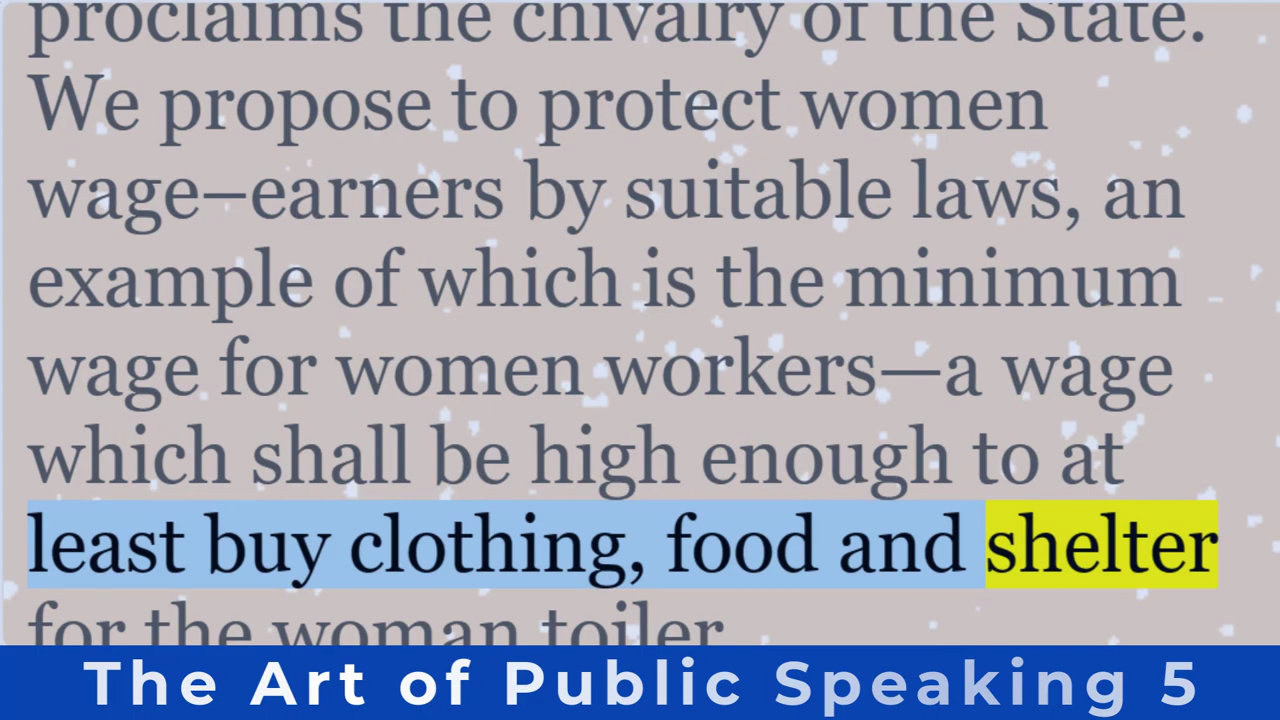 proclaims the chivalry of the State.
We propose to protect women
wage–earners by suitable laws, an
example of which is the minimum
wage for women workers—a wage
which shall be high enough to at
least buy clothing, food and shelter
for the woman toiler.
The Art of Public Speaking 5